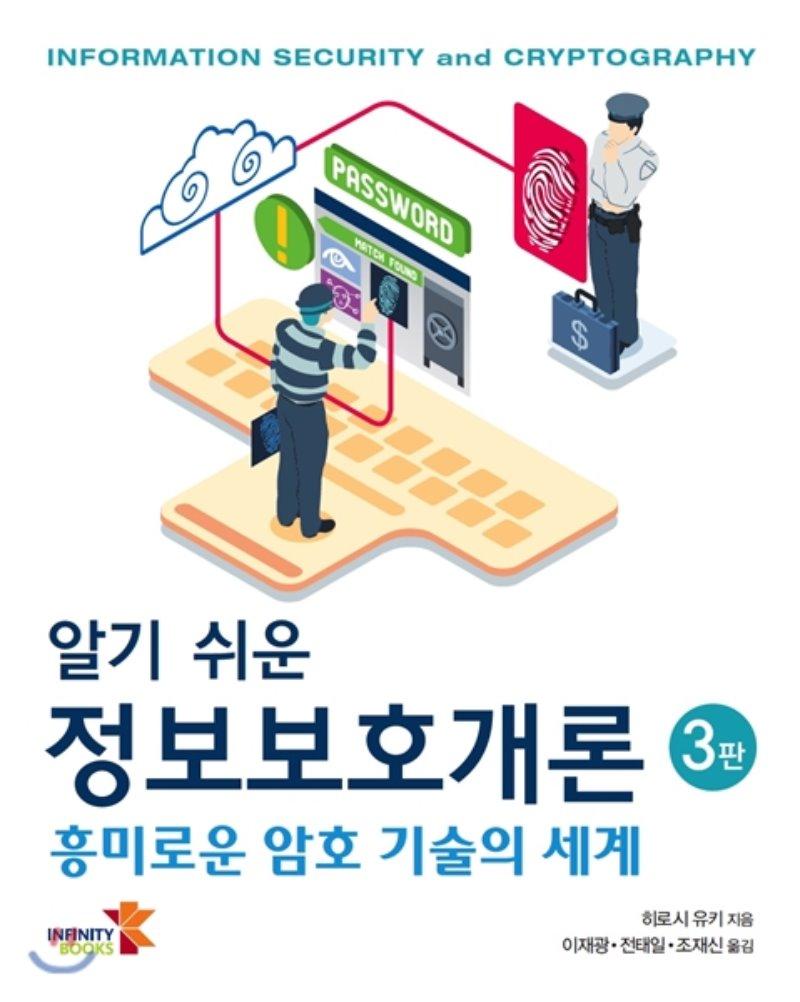 INFORMATION SECURITY and CRYPTOGRAPHY
PASSWORD
MATCH FOUND
$
알기 쉬운
정보보호개론 3판
흥미로운 암호 기술의 세계
히로시 유키 지음
이재광·전태일·조재신 옮김
INFINITY
BOOKS